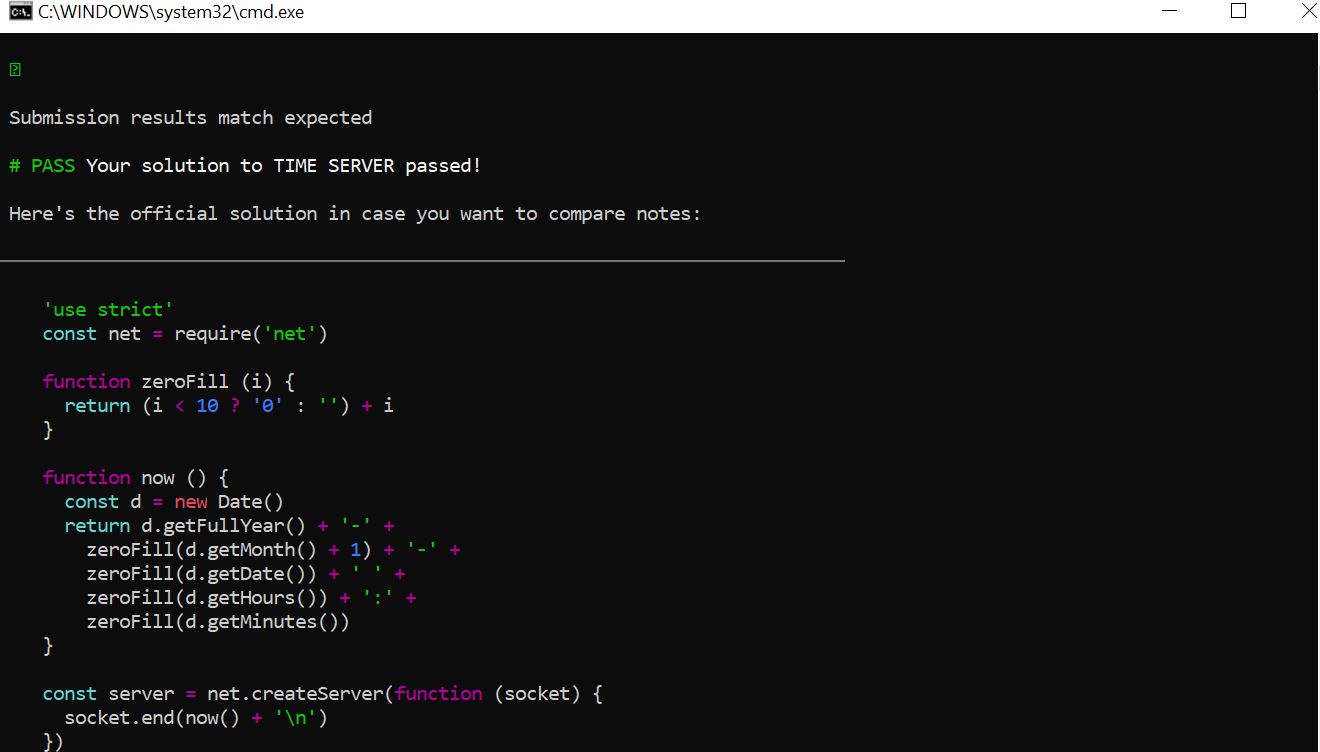 C:\WINDOWS\system32\cmd.exe
Submission results match expected
# PASS Your solution to TIME SERVER passed!
Here's the official solution in case you want to compare notes:
'use strict'
const net = require('net')
function zeroFill (i) {
return (i < 10 ? '0' : '') + i
}
function now () {
const d = new Date()
return d.getFullYear() + '-' +
zeroFill(d.getMonth() + 1) + '-' +
zeroFill(d.getDate()) + ' ' +
zeroFill(d.getHours()) + ':' +
zeroFill(d.getMinutes())
}
const server = net.createServer(function (socket) {
socket.end(now() + '\n')
})